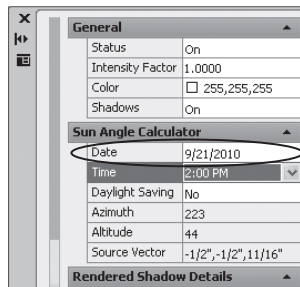 General
Status On
Intensity Factor 1.0000
Color 255,255,255
Shadows On
Sun Angle Calculator
Date 9/21/2010
Time 2:00 PM
Daylight Saving No
Azimuth 223
Altitude 44
Source Vector -1/2",-1/2",11/16"
Rendered Shadow Details